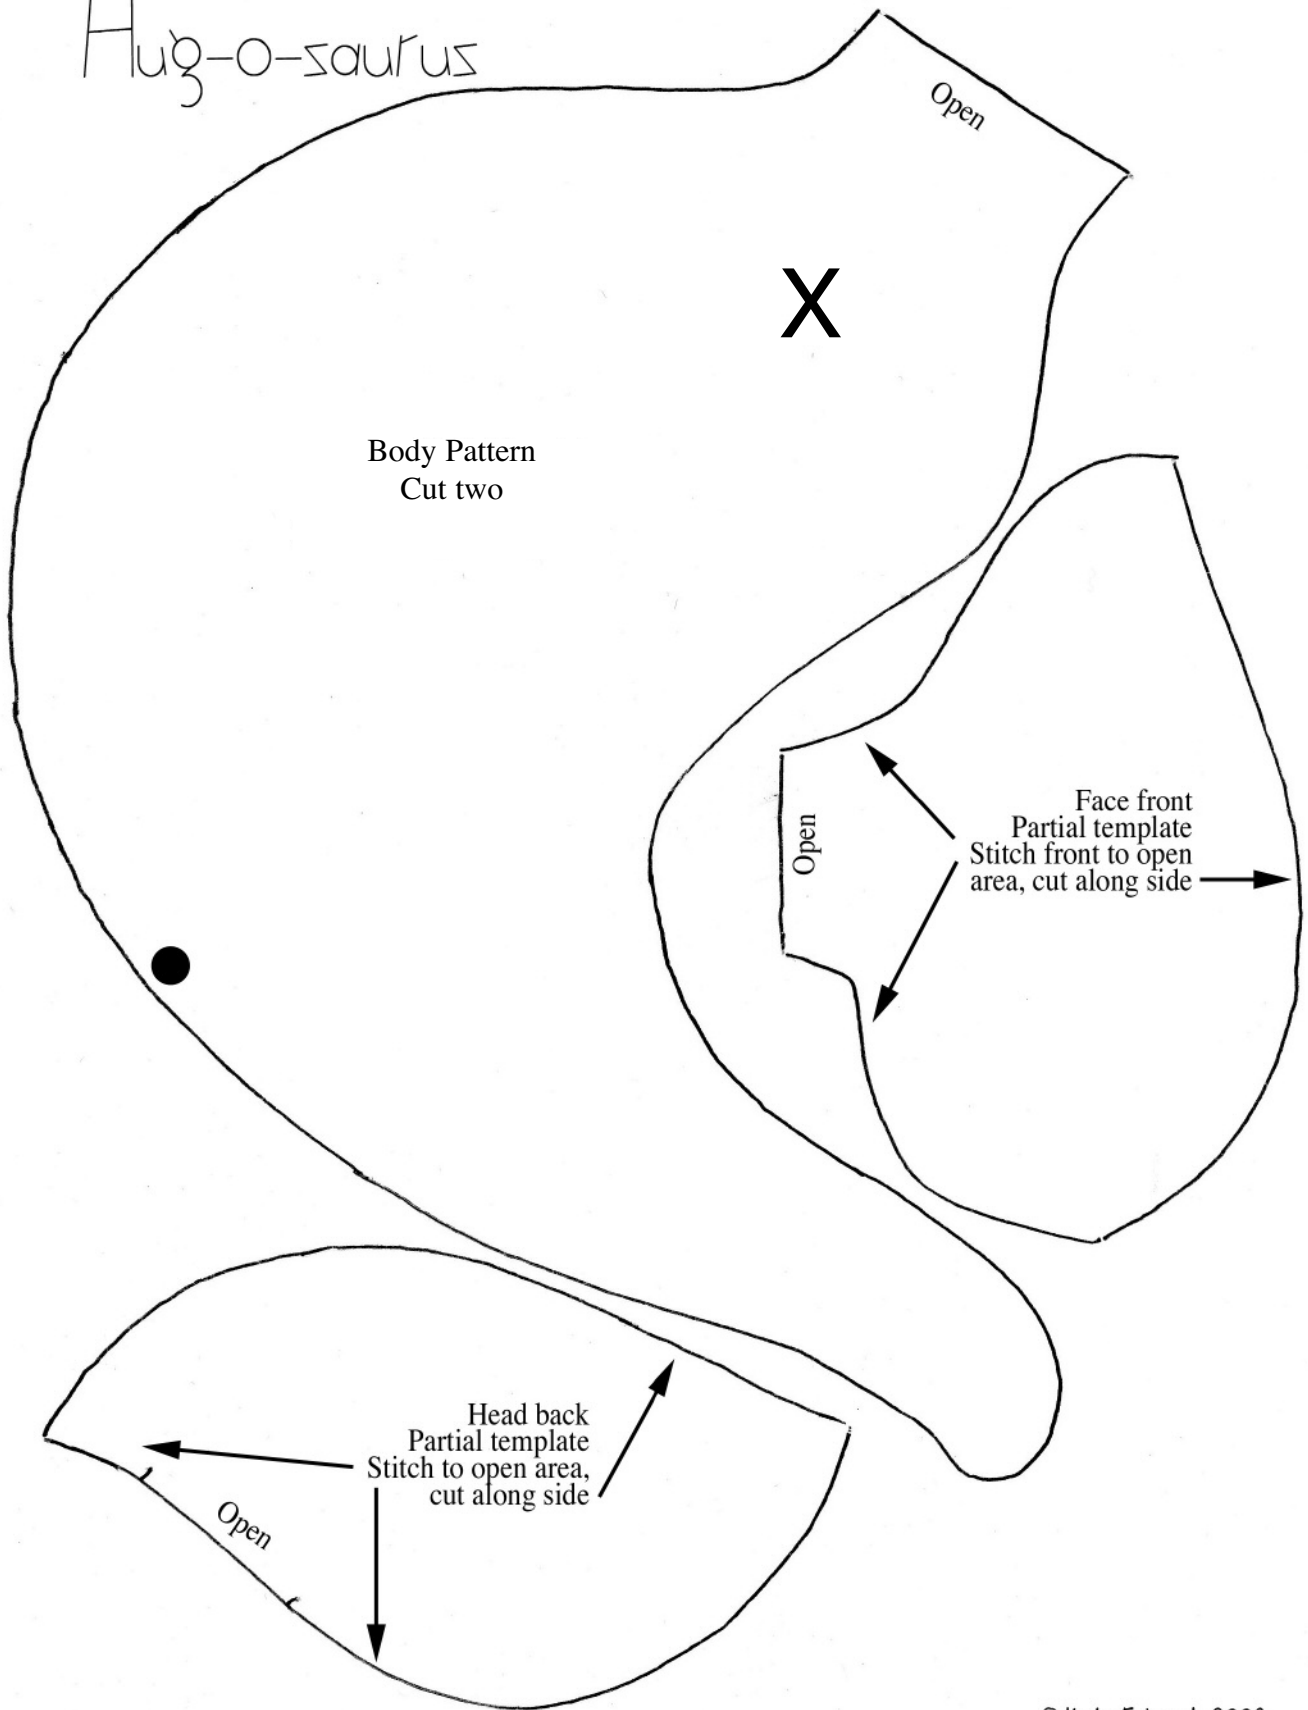 Hug-o-saurus
Open
X
Body Pattern
Cut two
Face front
Partial template
Stitch front to open
area, cut along side
Open
Head back
Partial template
Stitch to open area,
cut along side
Open
2002